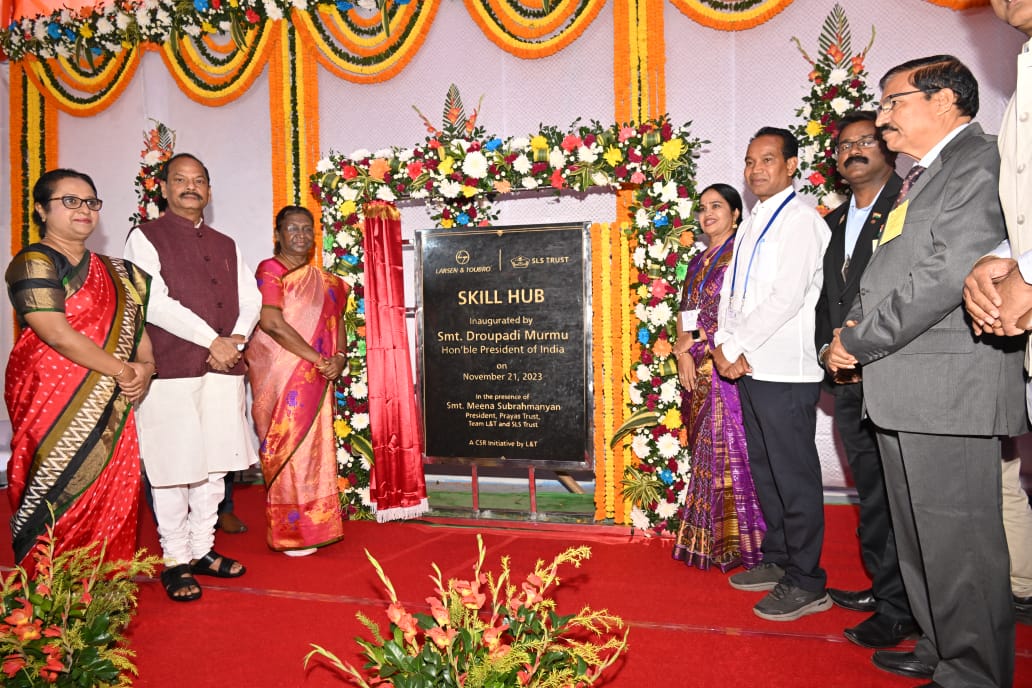 LARSEN & TOUBRO
SLS TRUST
SKILL HUB
Inaugurated by
Smt. Droupadi Murmu
Hon'ble President of India
on
November 21, 2023
In the presence of
Smt. Meena Subrahmanyan
President, Prayas Trust,
Team L&T and SLS Trust
A CSR Initiative by L&T